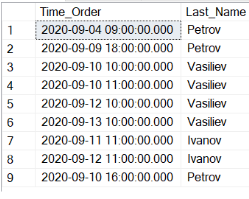 Time_Order Last_Name
1 2020-09-04 09:00:00.000 Petrov
2 2020-09-09 18:00:00.000 Petrov
3 2020-09-10 10:00:00.000 Vasiliev
4 2020-09-10 11:00:00.000 Vasiliev
5 2020-09-12 10:00:00.000 Vasiliev
6 2020-09-13 10:00:00.000 Vasiliev
7 2020-09-11 11:00:00.000 Ivanov
8 2020-09-12 11:00:00.000 Ivanov
9 2020-09-10 16:00:00.000 Petrov